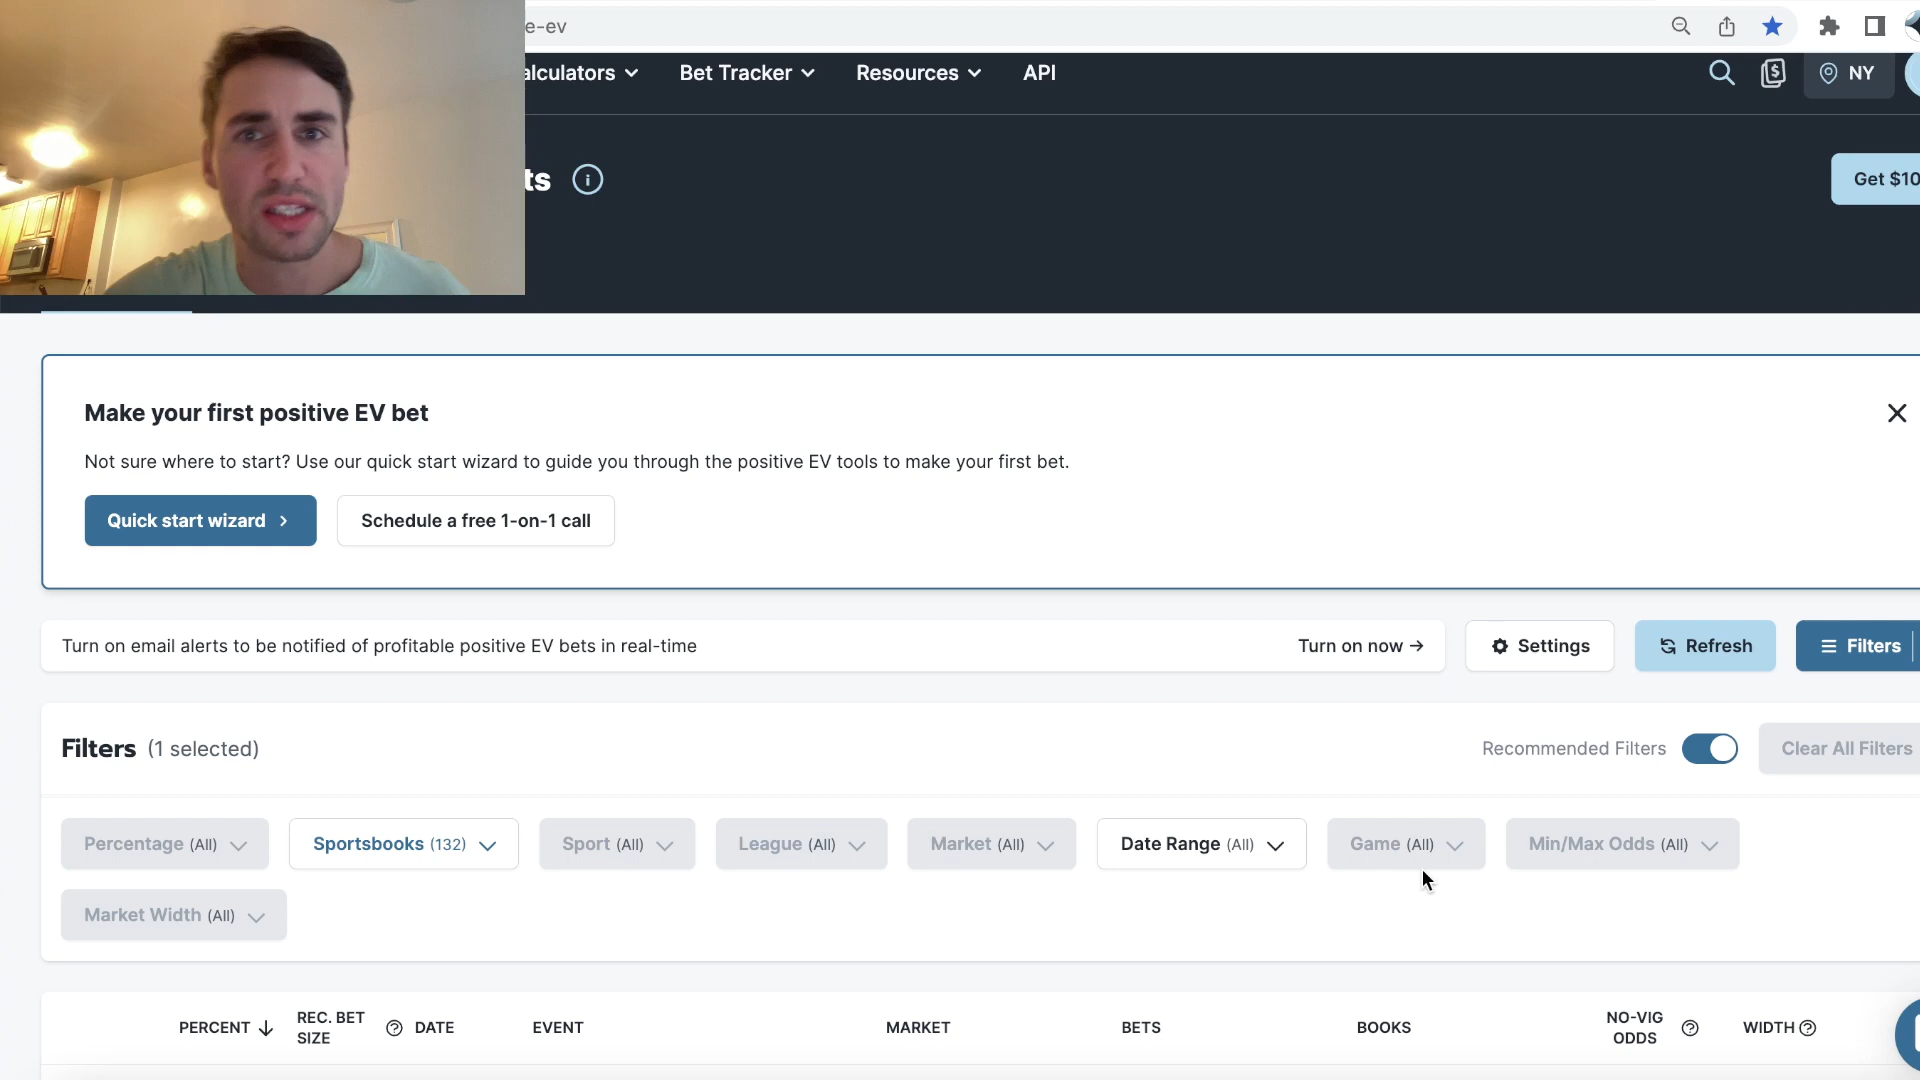 e-ev
alculators
Bet Tracker
Resources
API
NY
ts
Get $10
Make your first positive EV bet
Not sure where to start? Use our quick start wizard to guide you through the positive EV tools to make your first bet.
Quick start wizard
Schedule a free 1-on-1 call
Turn on email alerts to be notified of profitable positive EV bets in real-time
Turn on now →
Settings
Refresh
Filters
Filters (1 selected)
Recommended Filters
Clear All Filters
Percentage (All)
Sportsbooks (132)
Sport (All)
League (All)
Market (All)
Date Range (All)
Game (All)
Min/Max Odds (All)
Market Width (All)
PERCENT
REC. BET
SIZE
DATE
EVENT
MARKET
BETS
BOOKS
NO-VIG
ODDS
WIDTH